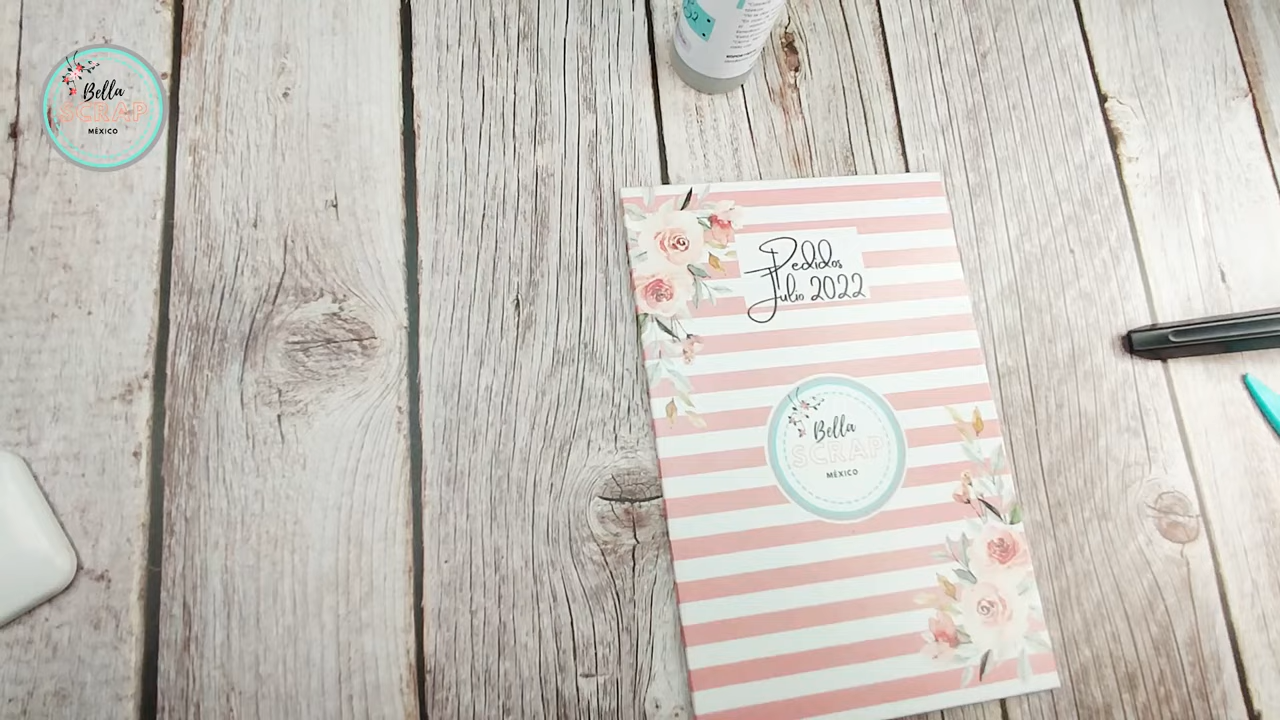 Bella
SCRAP
MÉXICO
Pedidos
Julio 2022
Bella
SCRAP
MÉXICO